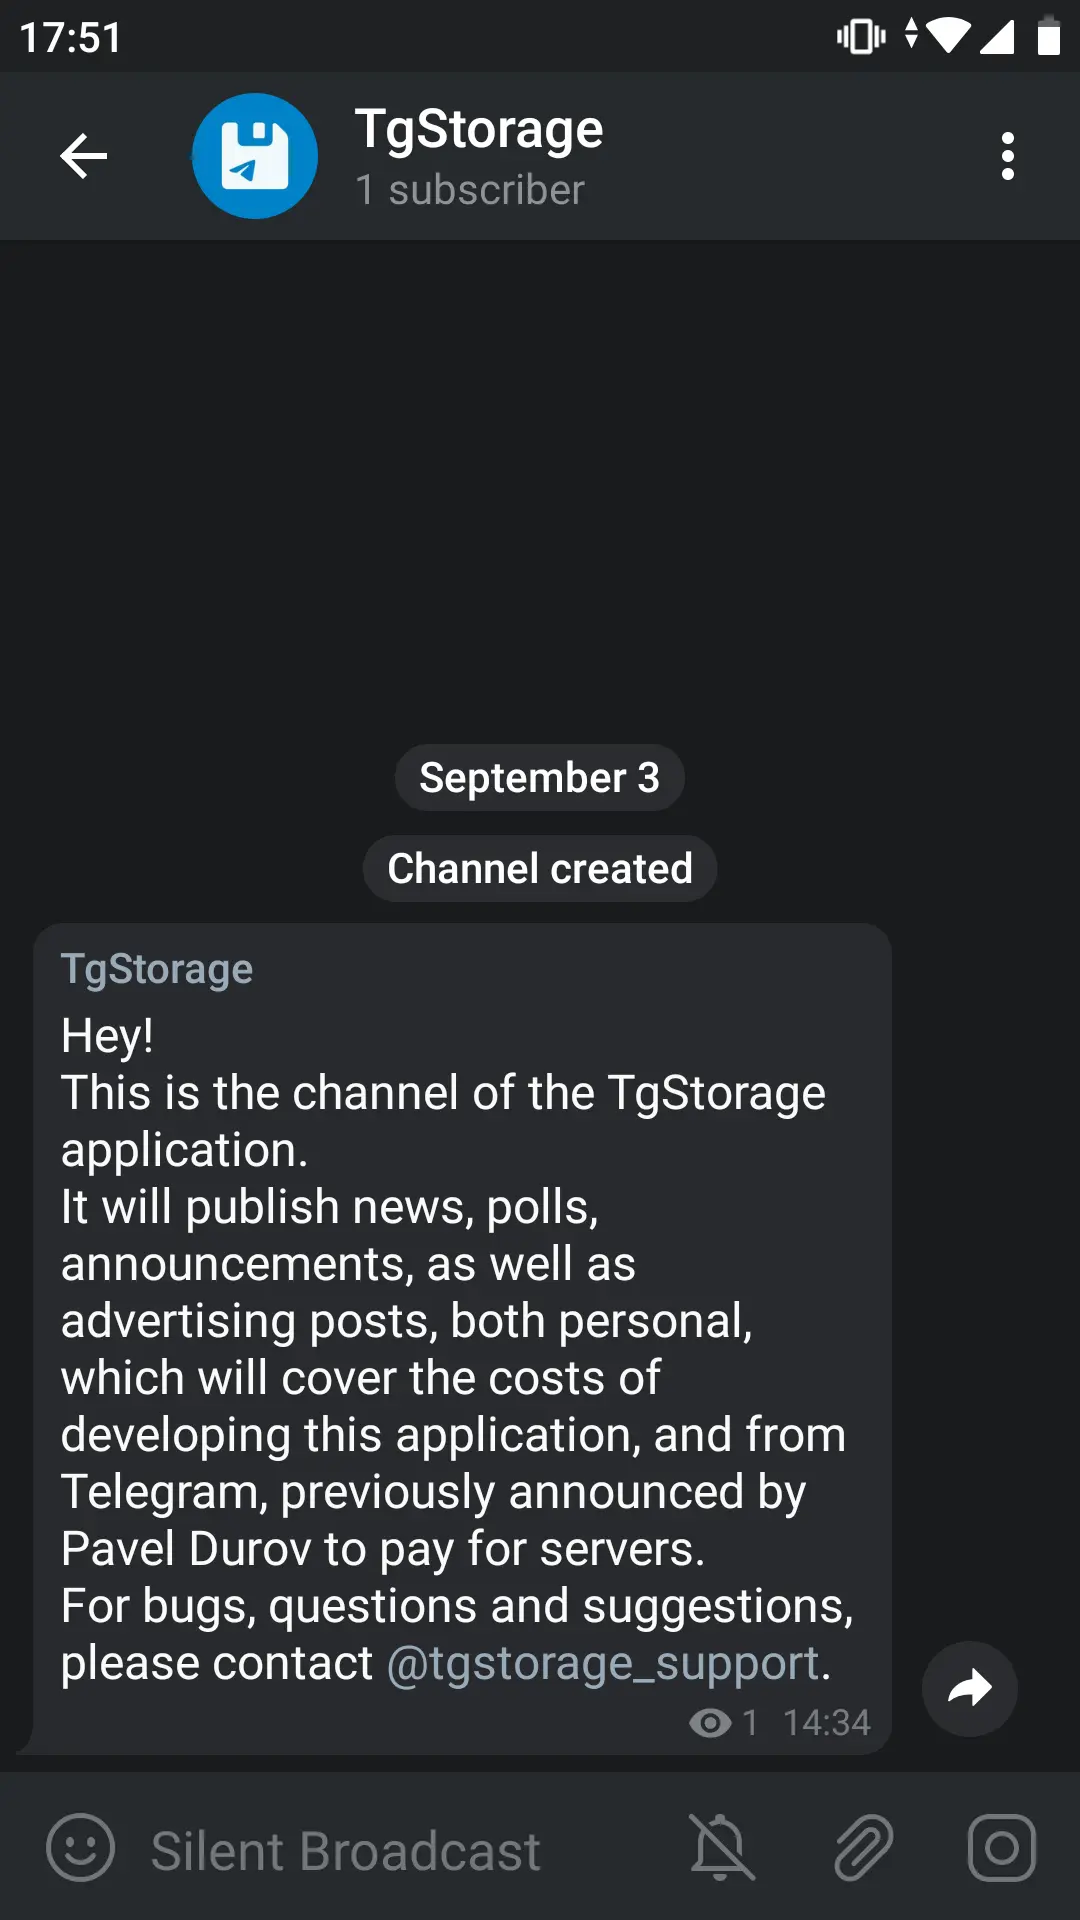 17:51
TgStorage
1 subscriber
September 3
Channel created
TgStorage
Hey!
This is the channel of the TgStorage
application.
It will publish news, polls,
announcements, as well as
advertising posts, both personal,
which will cover the costs of
developing this application, and from
Telegram, previously announced by
Pavel Durov to pay for servers.
For bugs, questions and suggestions,
please contact @tgstorage_support.
1 14:34
Silent Broadcast